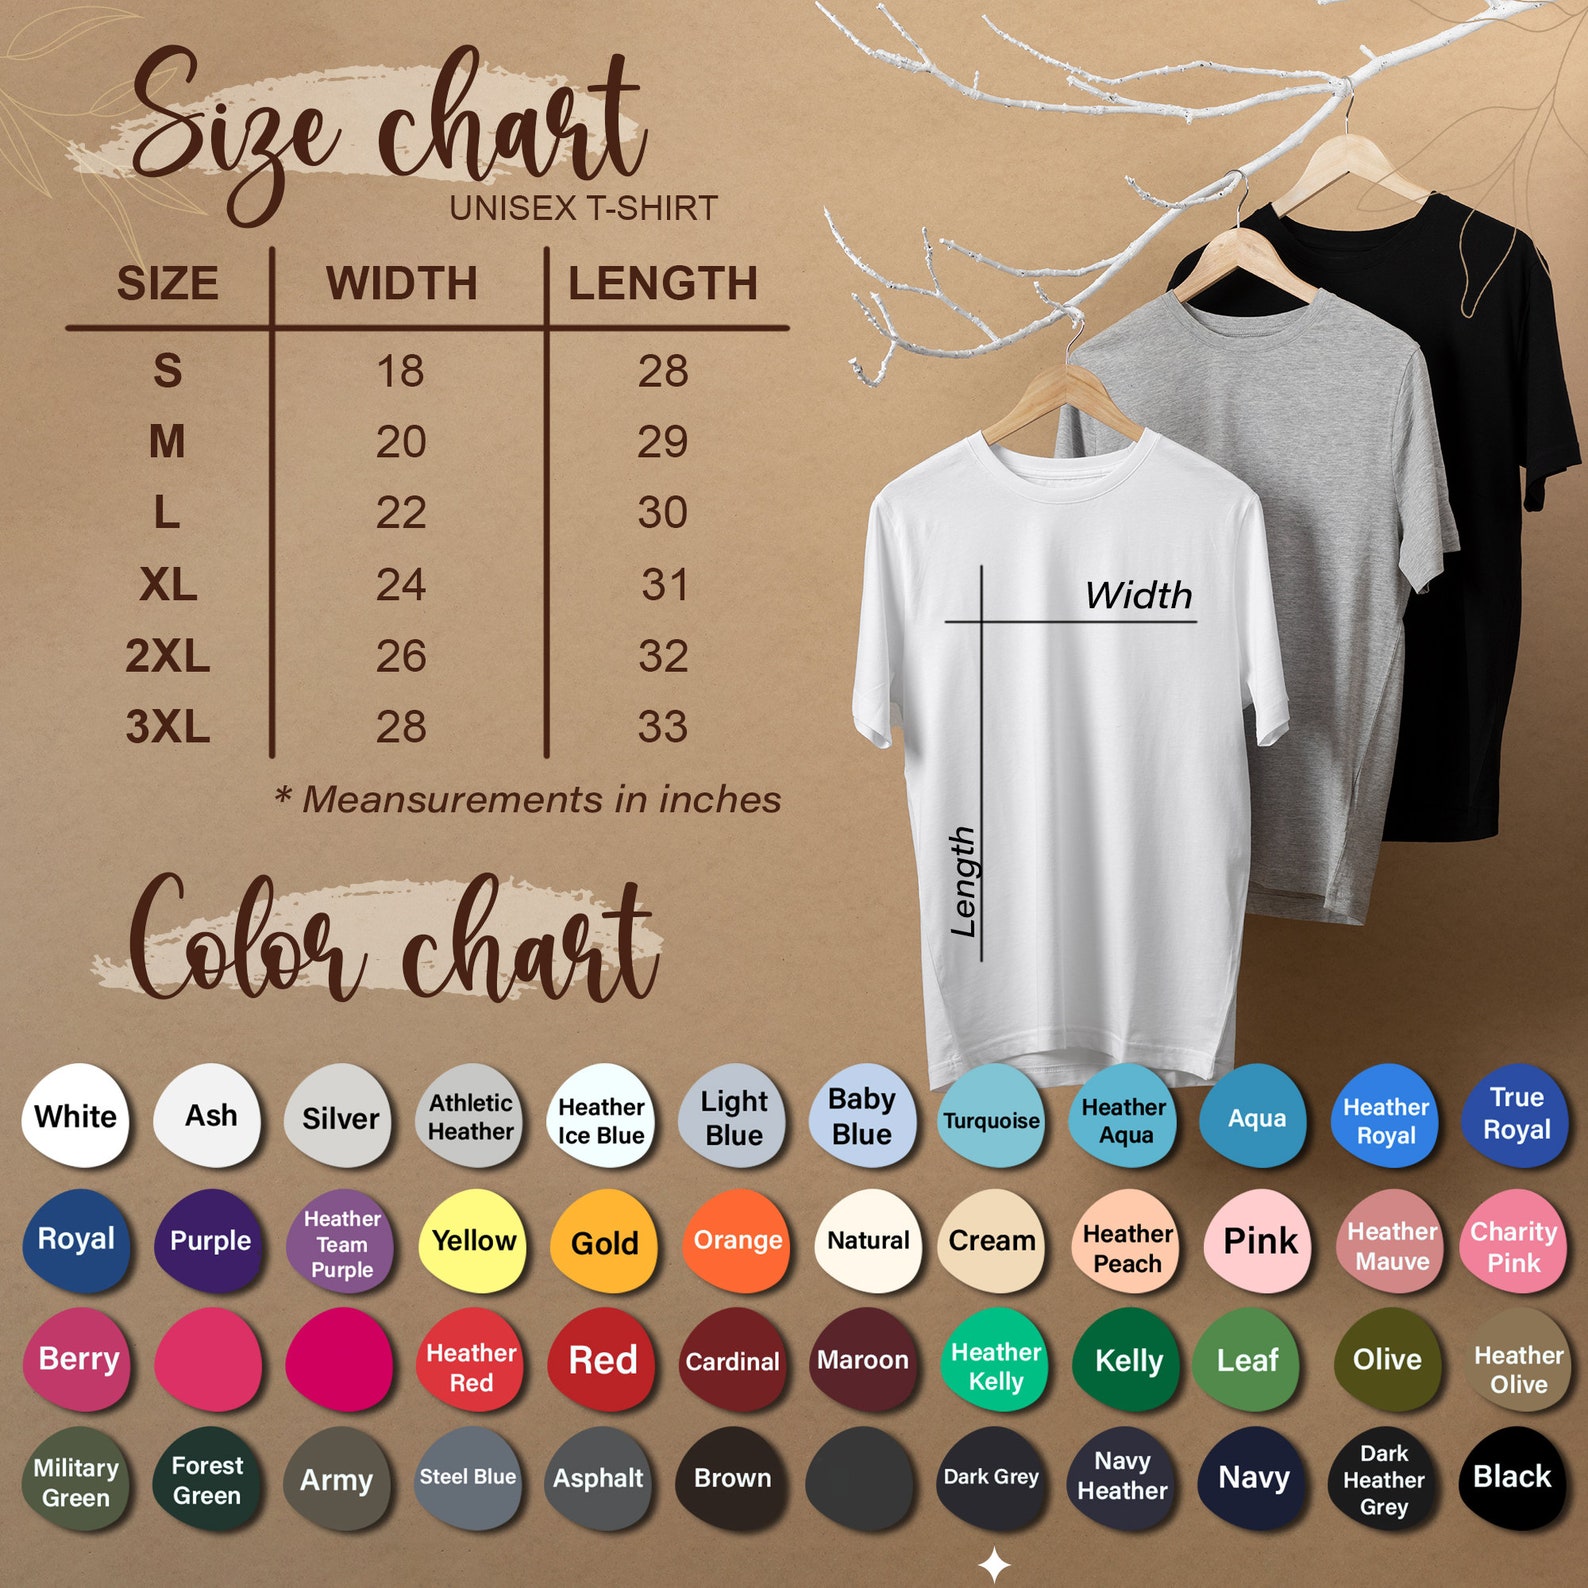 Size chart
UNISEX T-SHIRT
SIZE WIDTH LENGTH
S 18 28
M 20 29
L 22 30
XL 24 31
2XL 26 32
3XL 28 33
* Meansurements in inches
Width
Length
Color chart
White
Ash
Silver
Athletic
Heather
Heather
Ice Blue
Light
Blue
Baby
Blue
Turquoise
Heather
Aqua
Aqua
Heather
Royal
True
Royal
Royal
Purple
Heather
Team
Purple
Yellow
Gold
Orange
Natural
Cream
Heather
Peach
Pink
Heather
Mauve
Charity
Pink
Berry
Heather
Red
Red
Cardinal
Maroon
Heather
Kelly
Kelly
Leaf
Olive
Heather
Olive
Military
Green
Forest
Green
Army
Steel Blue
Asphalt
Brown
Dark Grey
Navy
Heather
Navy
Dark
Heather
Grey
Black